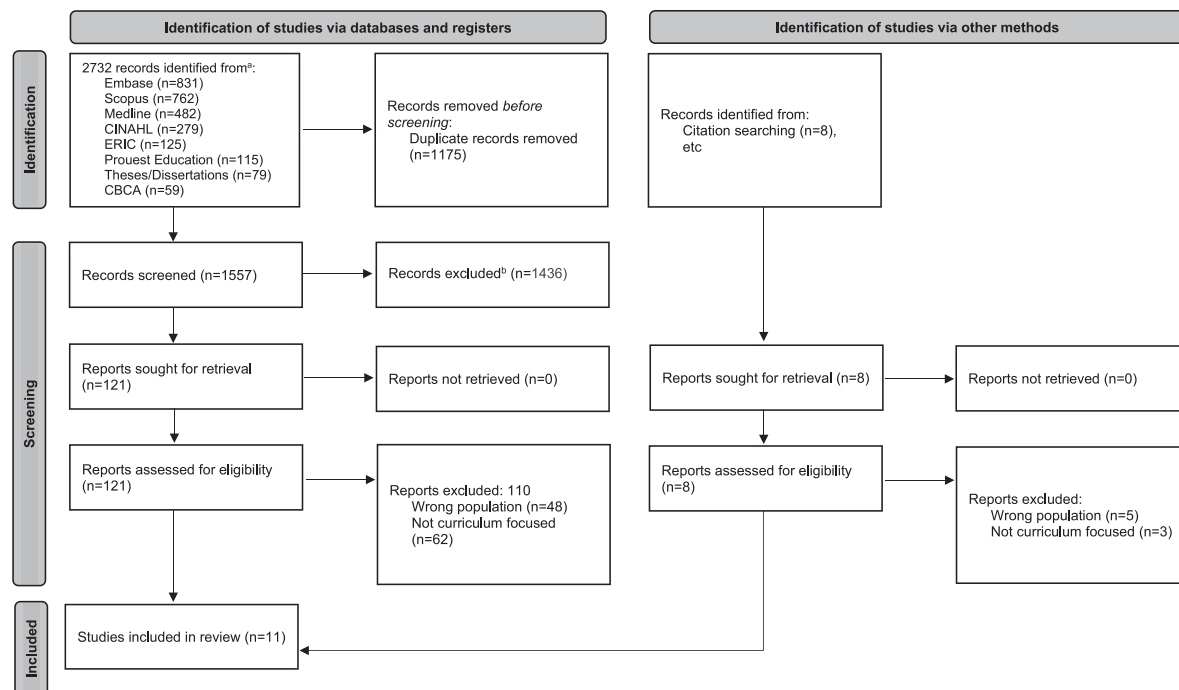 Identification of studies via databases and registers
Identification of studies via other methods
Identification
2732 records identified fromᵃ:
Embase (n=831)
Scopus (n=762)
Medline (n=482)
CINAHL (n=279)
ERIC (n=125)
Prouest Education (n=115)
Theses/Dissertations (n=79)
CBCA (n=59)
Records removed before
screening:
Duplicate records removed
(n=1175)
Records identified from:
Citation searching (n=8),
etc
Screening
Records screened (n=1557)
Records excludedᵇ (n=1436)
Reports sought for retrieval
(n=121)
Reports not retrieved (n=0)
Reports sought for retrieval (n=8)
Reports not retrieved (n=0)
Reports assessed for eligibility
(n=121)
Reports excluded: 110
Wrong population (n=48)
Not curriculum focused
(n=62)
Reports assessed for eligibility
(n=8)
Reports excluded:
Wrong population (n=5)
Not curriculum focused (n=3)
Included
Studies included in review (n=11)